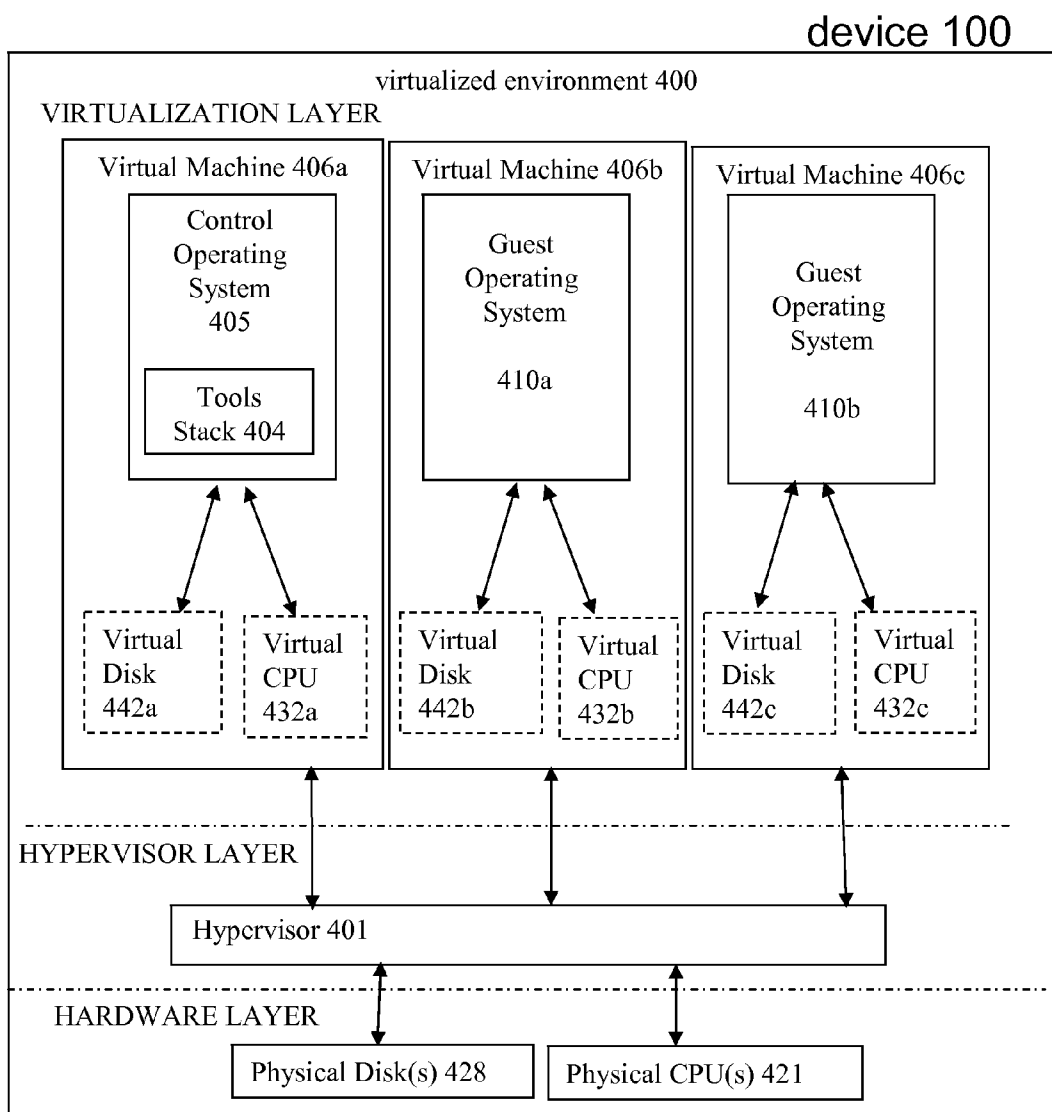 device 100
virtualized environment 400
VIRTUALIZATION LAYER
Virtual Machine 406a
Control
Operating
System
405
Tools
Stack 404
Virtual
Disk
442a
Virtual
CPU
432a
Virtual Machine 406b
Guest
Operating
System
410a
Virtual
Disk
442b
Virtual
CPU
432b
Virtual Machine 406c
Guest
Operating
System
410b
Virtual
Disk
442c
Virtual
CPU
432c
HYPERVISOR LAYER
Hypervisor 401
HARDWARE LAYER
Physical Disk(s) 428
Physical CPU(s) 421